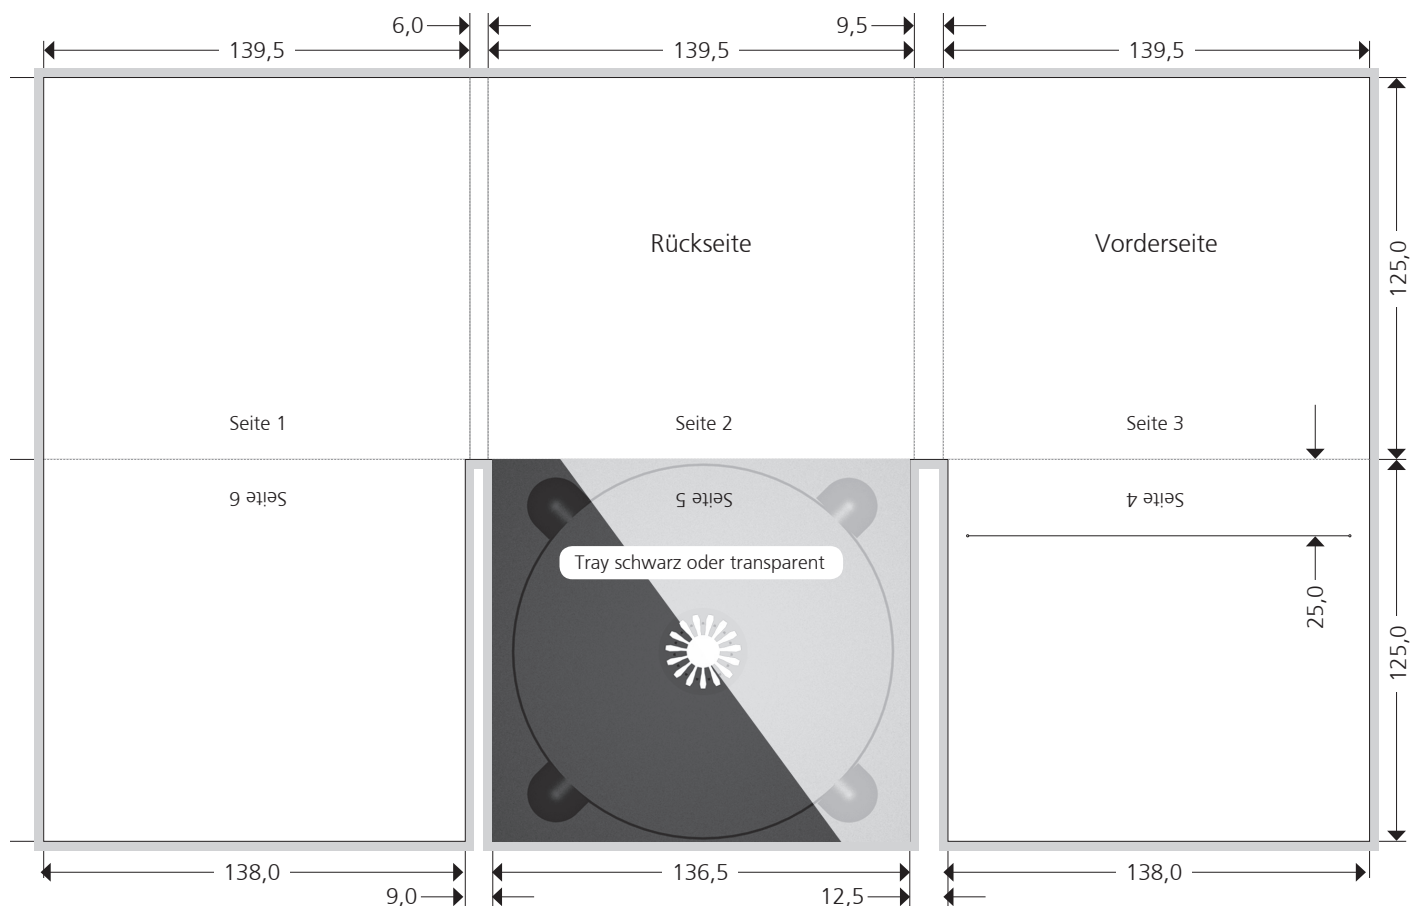 6,0
9,5
139,5
139,5
139,5
Rückseite
Vorderseite
125,0
Seite 1
Seite 2
Seite 3
Seite 6
Seite 5
Seite 4
Tray schwarz oder transparent
25,0
125,0
138,0
136,5
138,0
9,0
12,5